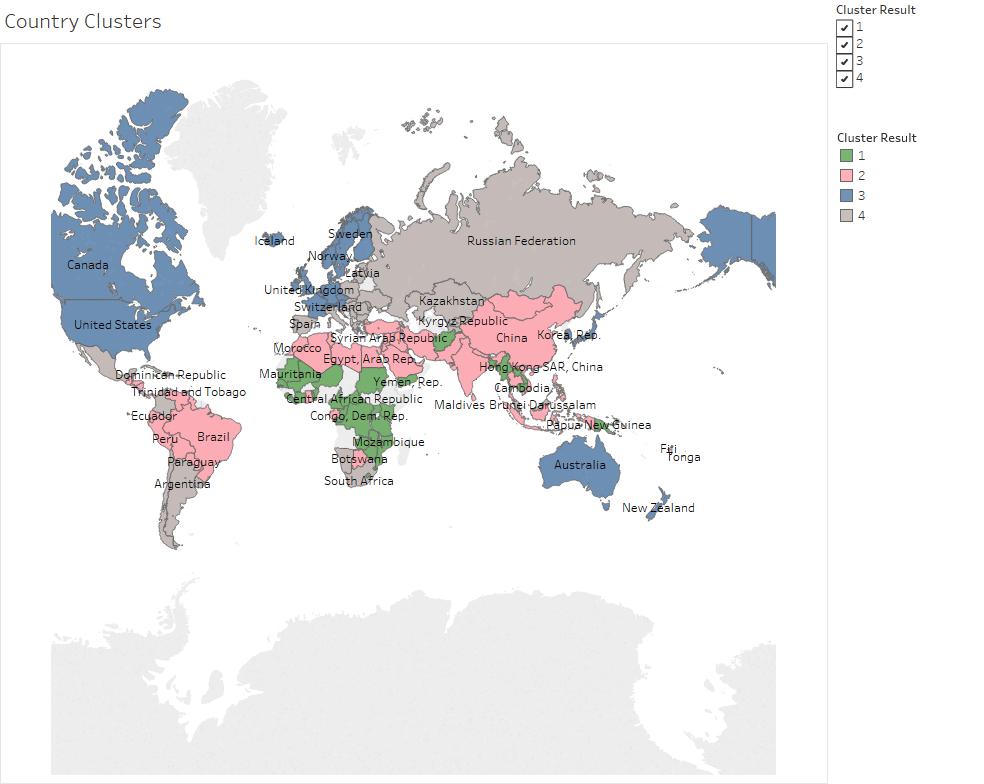 Country Clusters
Cluster Result
1
2
3
4
Cluster Result
1
2
3
4
Iceland
Sweden
Norway
Canada
Latvia
Russian Federation
United Kingdom
Kazakhstan
Switzerland
United States
Spain
Kyrgyz Republic
Syrian Arab Republic
China
Korea, Rep.
Morocco
Egypt, Arab Rep.
Hong Kong SAR, China
Dominican Republic
Mauritania
Yemen, Rep.
Trinidad and Tobago
Central African Republic
Cambodia
Maldives
Brunei Darussalam
Ecuador
Congo, Dem. Rep.
Papua New Guinea
Peru
Brazil
Mozambique
Fiji
Tonga
Paraguay
Botswana
Australia
Argentina
South Africa
New Zealand